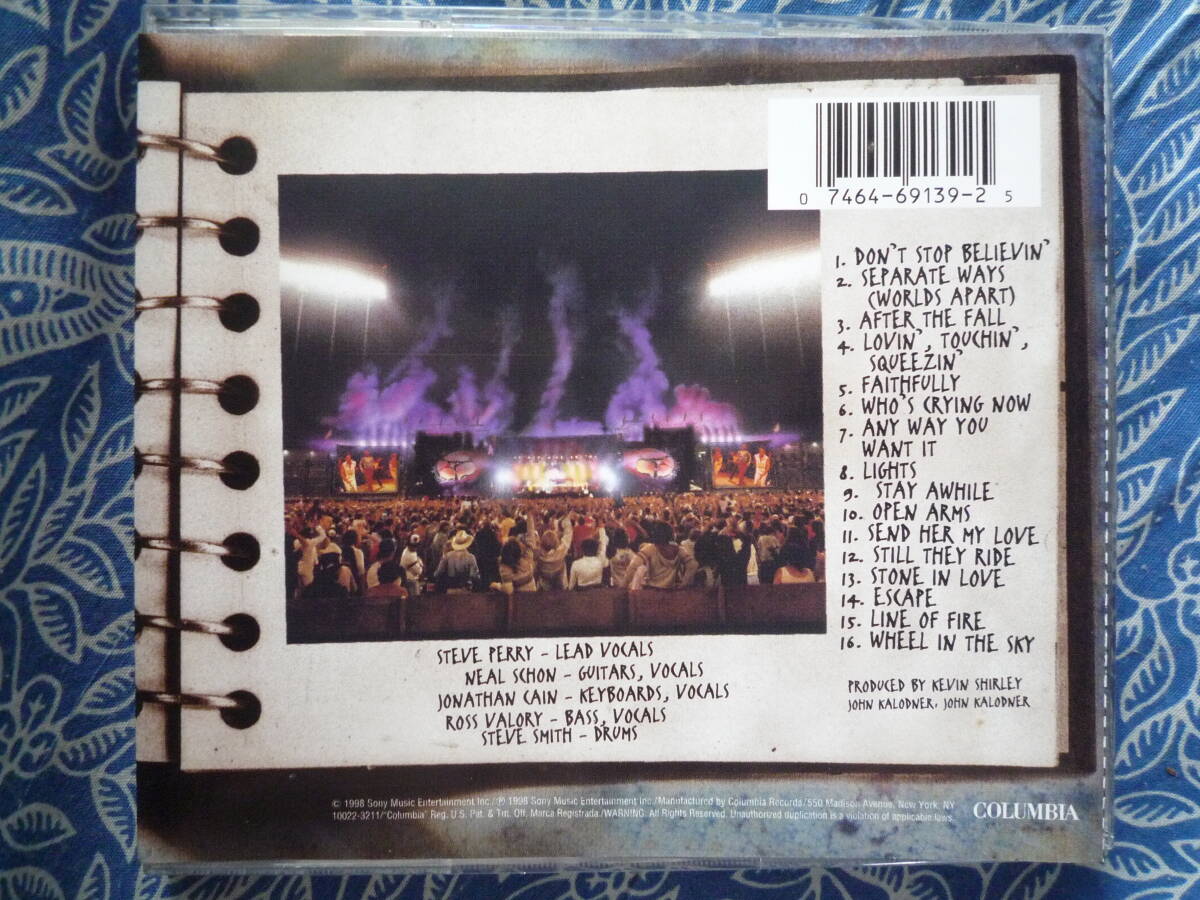 0 7464-69139-2 5
1. DON'T STOP BELIEVIN'
2. SEPARATE WAYS
(WORLDS APART)
3. AFTER THE FALL
4. LOVIN', TOUCHIN',
SQUEEZIN'
5. FAITHFULLY
6. WHO'S CRYING NOW
7. ANY WAY YOU
WANT IT
8. LIGHTS
9. STAY AWHILE
10. OPEN ARMS
11. SEND HER MY LOVE
12. STILL THEY RIDE
13. STONE IN LOVE
14. ESCAPE
15. LINE OF FIRE
16. WHEEL IN THE SKY
PRODUCED BY KEVIN SHIRLEY
JOHN KALODNER: JOHN KALODNER
STEVE PERRY – LEAD VOCALS
NEAL SCHON – GUITARS, VOCALS
JONATHAN CAIN – KEYBOARDS, VOCALS
ROSS VALORY – BASS, VOCALS
STEVE SMITH – DRUMS
© 1998 Sony Music Entertainment Inc./℗ 1998 Sony Music Entertainment Inc./Manufactured by Columbia Records/550 Madison Avenue, New York, NY
10022-3211/"Columbia" Reg. U.S. Pat. & Tm. Off. Marca Registrada./WARNING: All Rights Reserved. Unauthorized duplication is a violation of applicable laws.
COLUMBIA